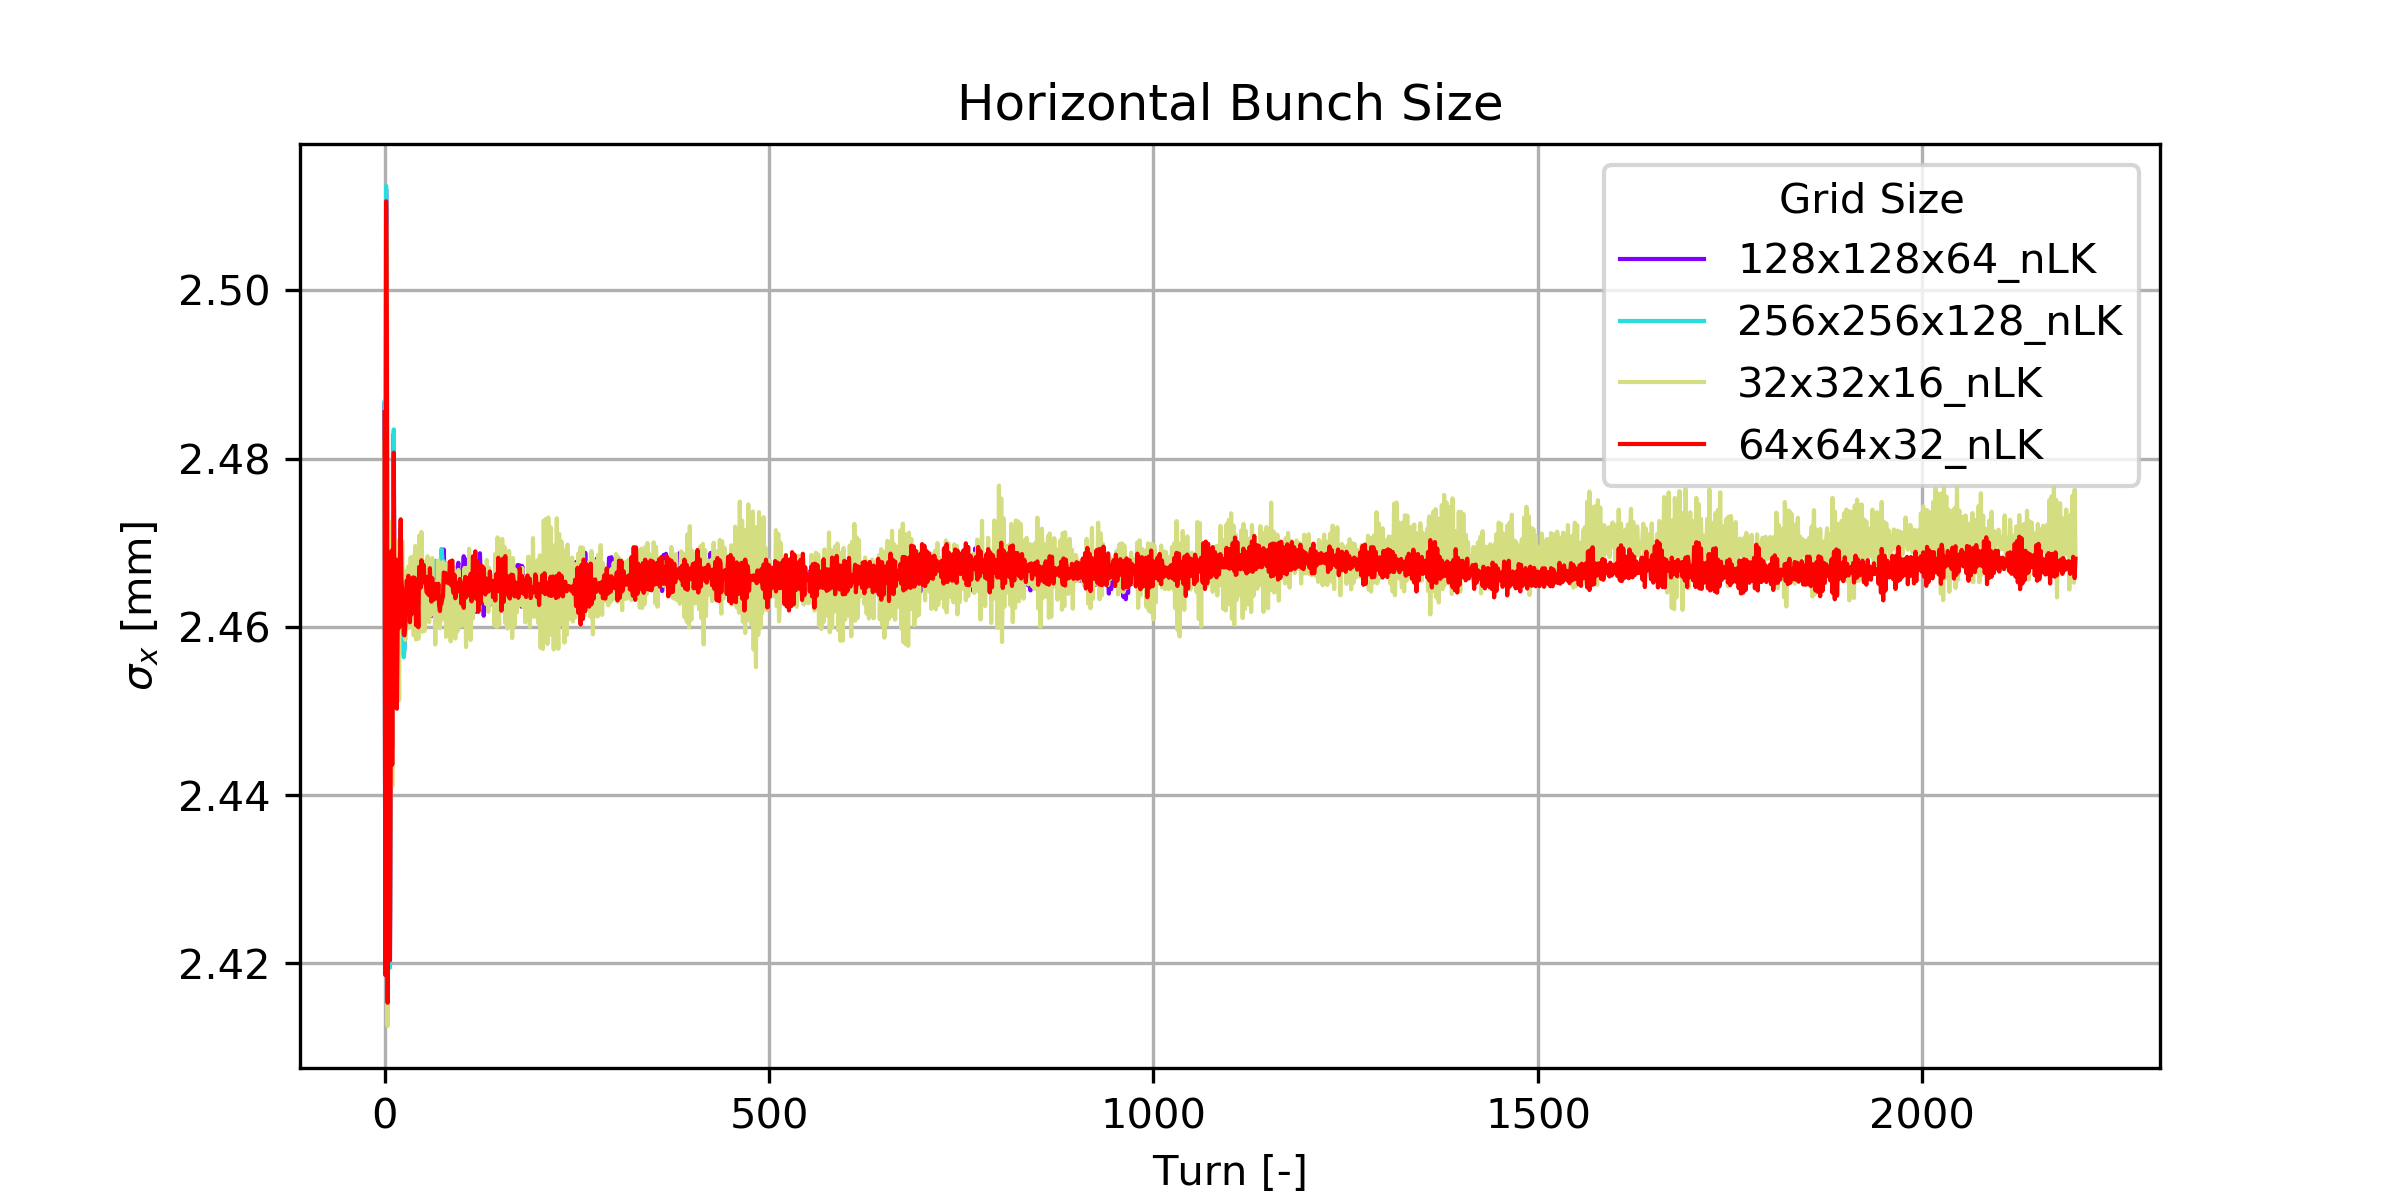 Horizontal Bunch Size
Grid Size
128x128x64_nLK
256x256x128_nLK
32x32x16_nLK
64x64x32_nLK
2.50
2.48
2.46
2.44
2.42
σx [mm]
0 500 1000 1500 2000
Turn [-]